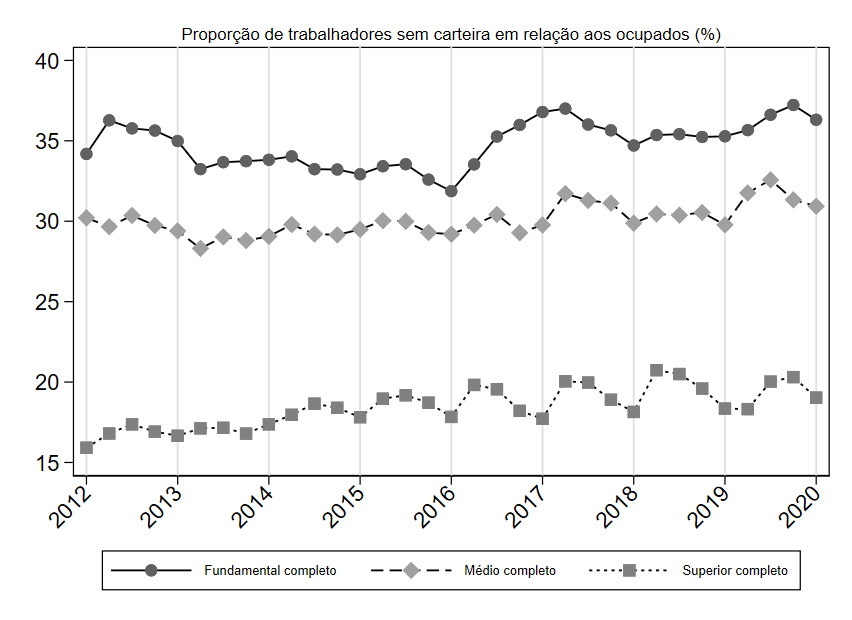 Proporção de trabalhadores sem carteira em relação aos ocupados (%)
40
35
30
25
20
15
2012 2013 2014 2015 2016 2017 2018 2019 2020
Fundamental completo Médio completo Superior completo